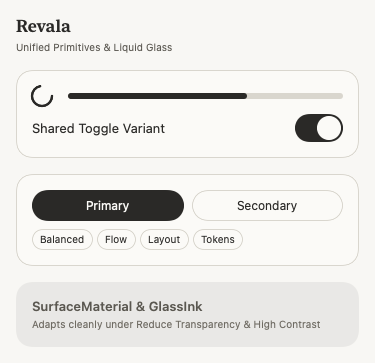 Revala
Unified Primitives & Liquid Glass
Shared Toggle Variant
Primary Secondary
Balanced Flow Layout Tokens
SurfaceMaterial & GlassInk
Adapts cleanly under Reduce Transparency & High Contrast